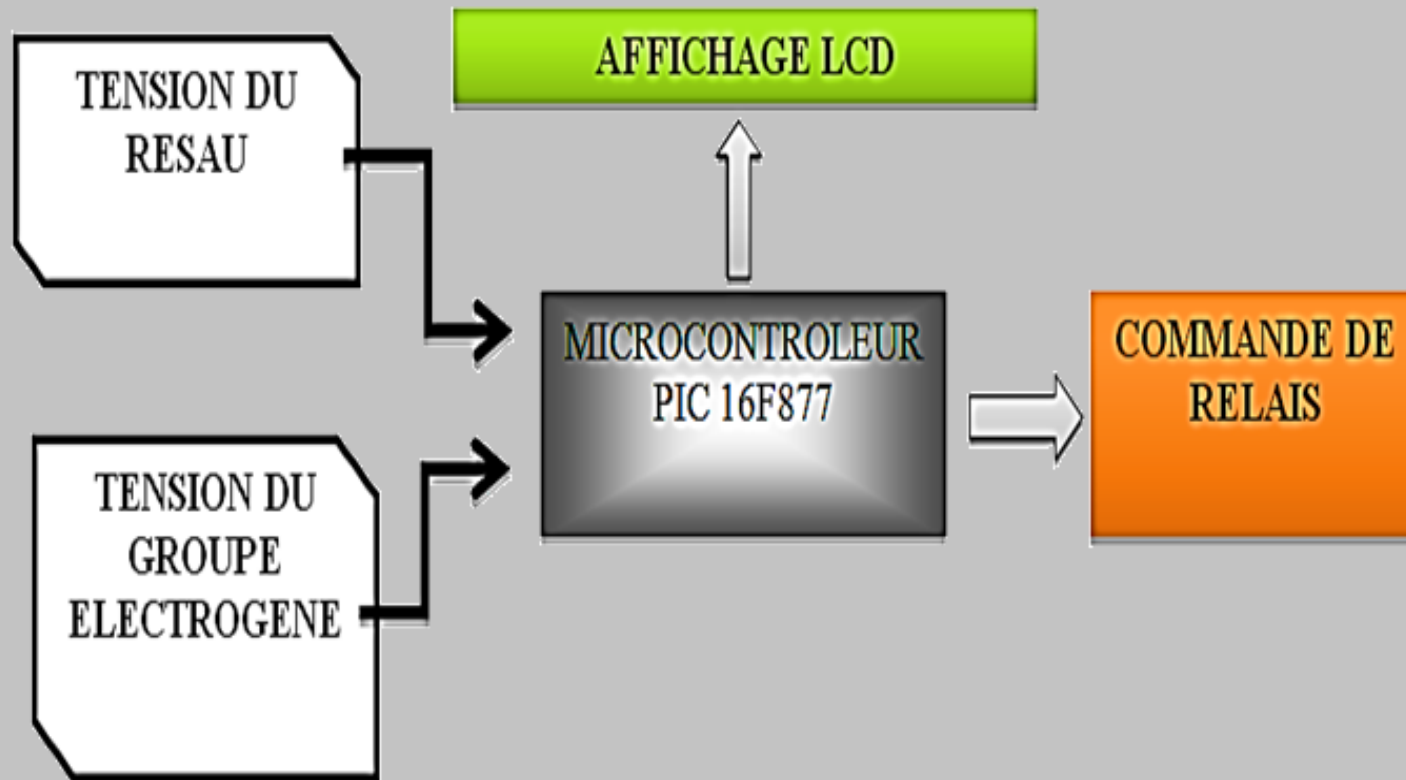 TENSION DU
RESAU
AFFICHAGE LCD
MICROCONTROLEUR
PIC 16F877
COMMANDE DE
RELAIS
TENSION DU
GROUPE
ELECTROGENE